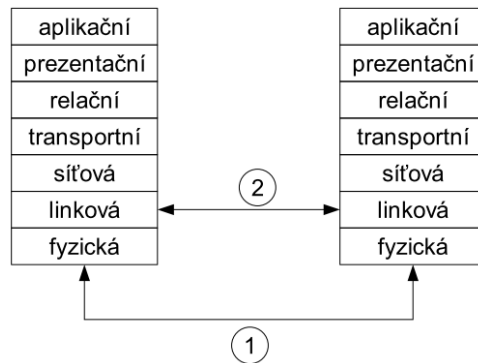 aplikační
prezentační
relační
transportní
síťová
linková
fyzická
aplikační
prezentační
relační
transportní
síťová
linková
fyzická
2
1